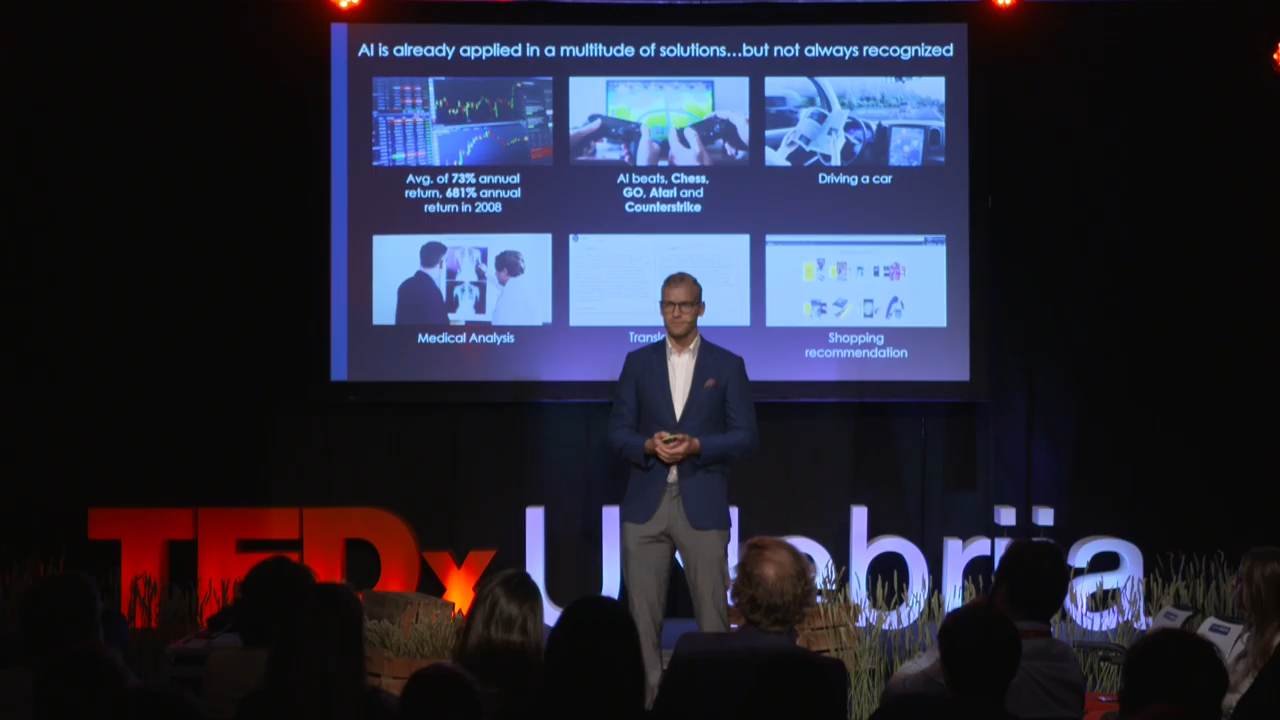 AI is already applied in a multitude of solutions...but not always recognized
Avg. of 73% annual
return, 681% annual
return in 2008
AI beats, Chess,
GO, Atari and
Counterstrike
Driving a car
Medical Analysis
Shopping
recommendation
TEDxUNebrija